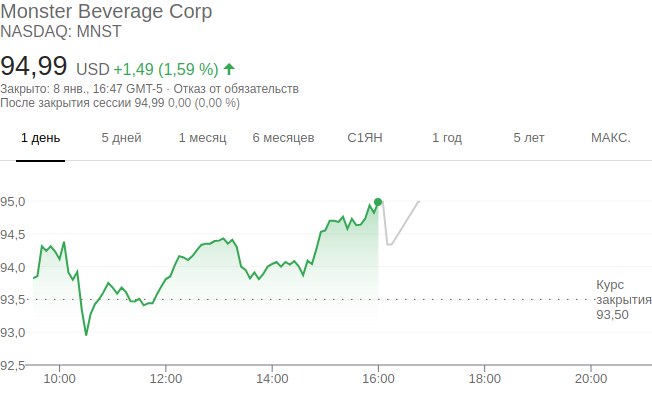 Monster Beverage Corp
NASDAQ: MNST
94,99 USD +1,49 (1,59 %)
Закрыто: 8 янв., 16:47 GMT-5 · Отказ от обязательств
После закрытия сессии 94,99 0,00 (0,00 %)
1 день 5 дней 1 месяц 6 месяцев С1ЯН 1 год 5 лет МАКС.
95,0
94,5
94,0
93,5
93,0
92,5
Курс
закрытия
93,50
10:00 12:00 14:00 16:00 18:00 20:00